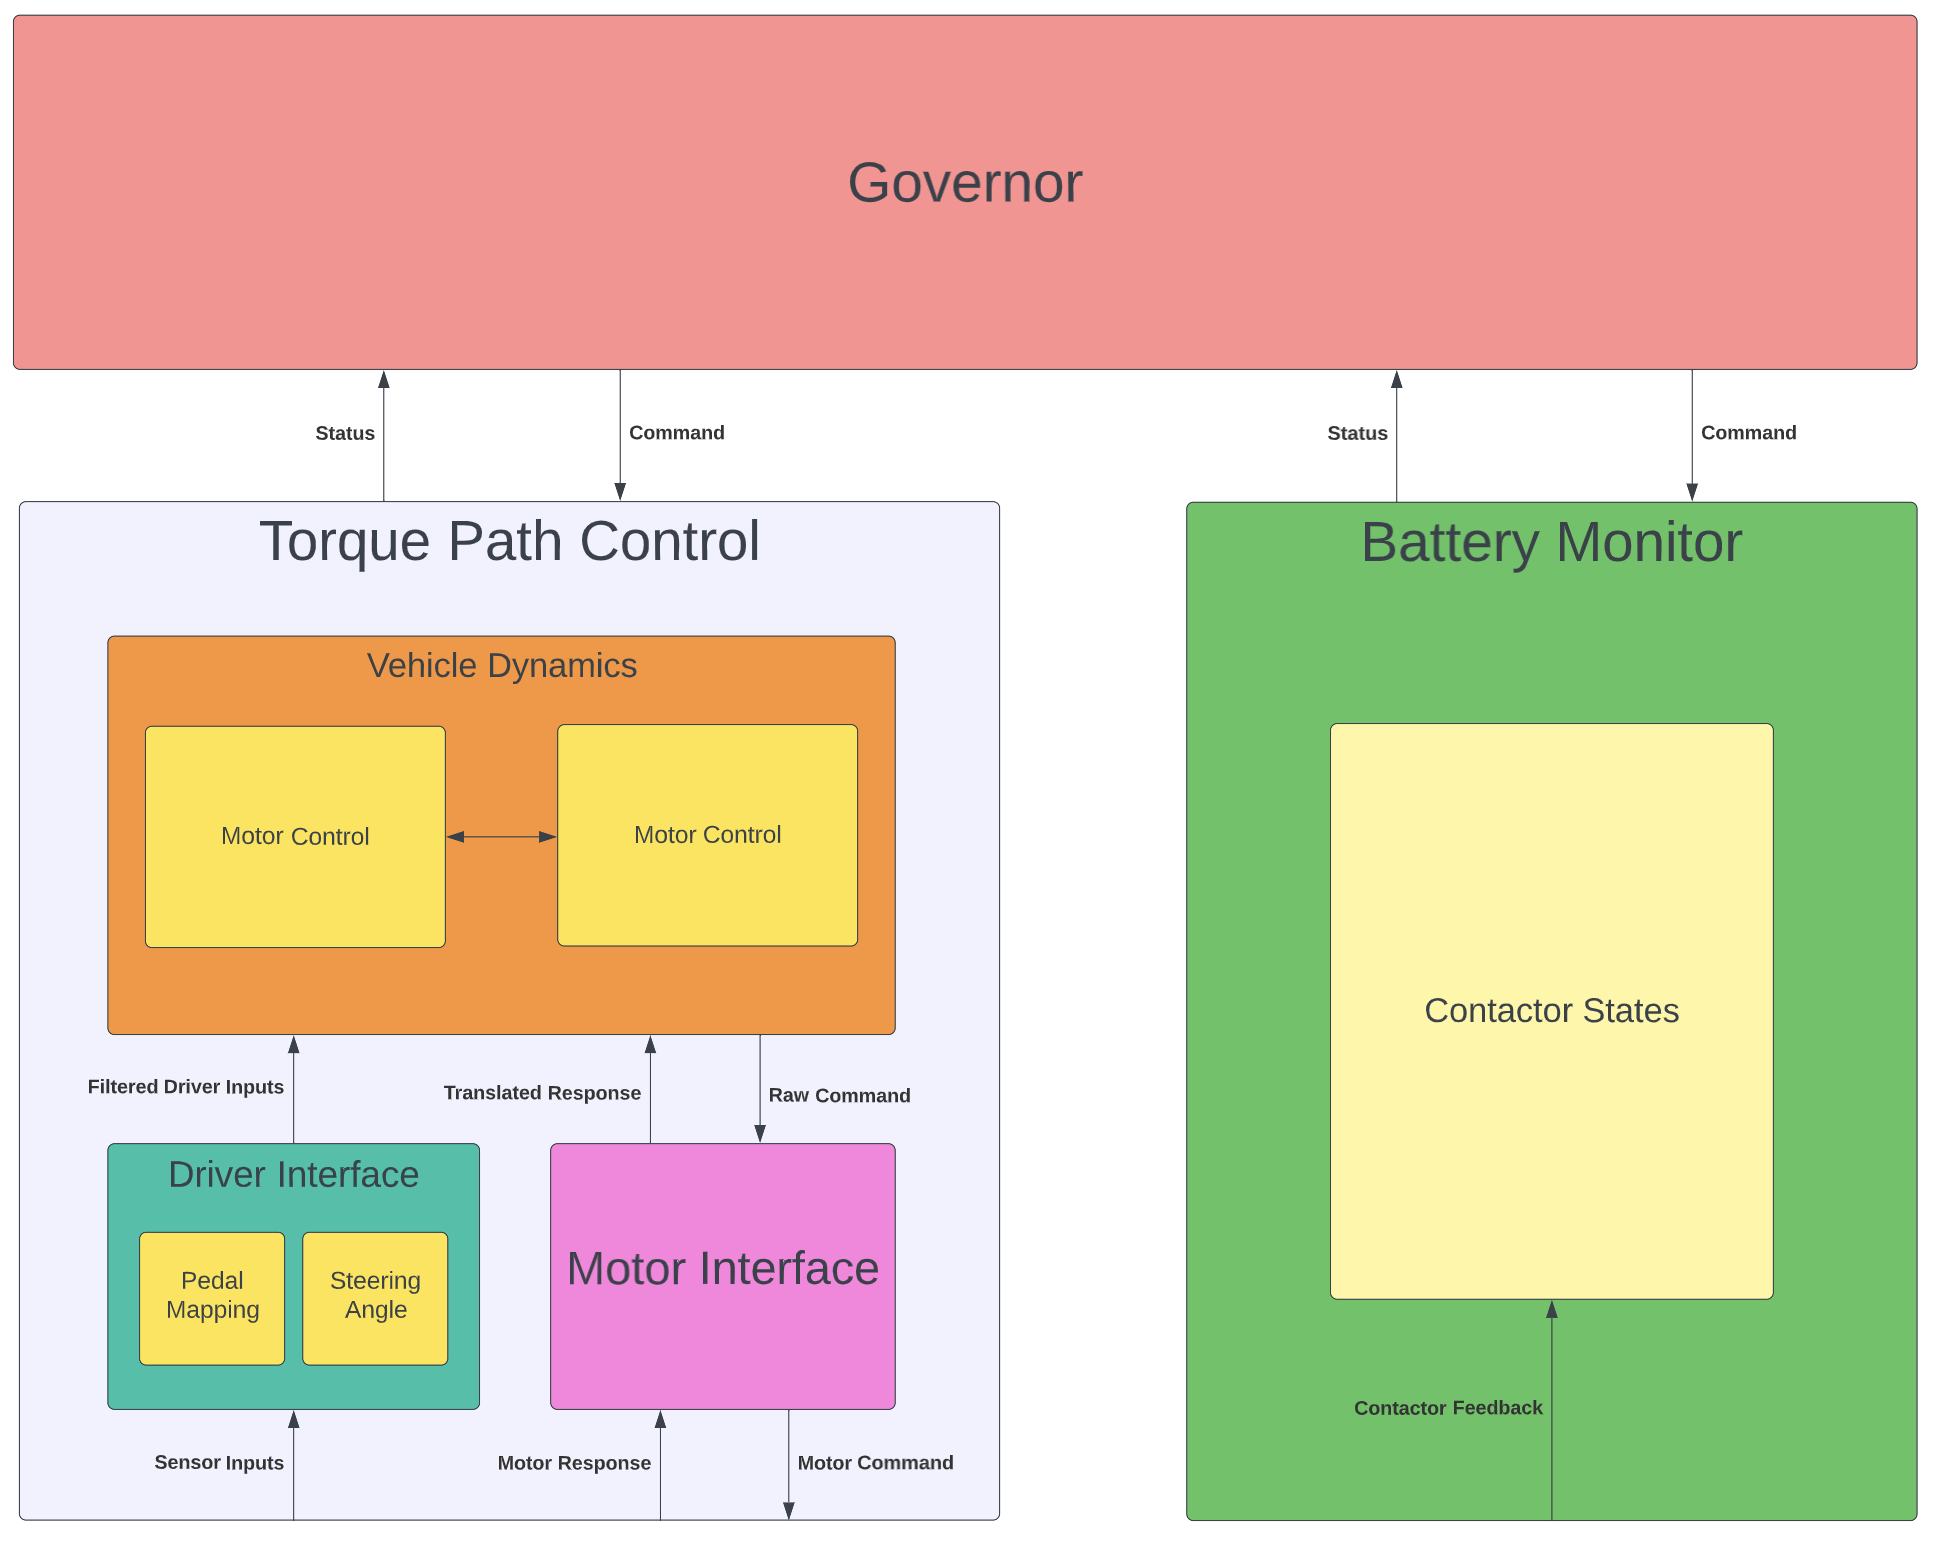 Governor
Status
Command
Status
Command
Torque Path Control
Battery Monitor
Vehicle Dynamics
Motor Control
Motor Control
Contactor States
Filtered Driver Inputs
Translated Response
Raw Command
Driver Interface
Pedal
Mapping
Steering
Angle
Motor Interface
Contactor Feedback
Sensor Inputs
Motor Response
Motor Command